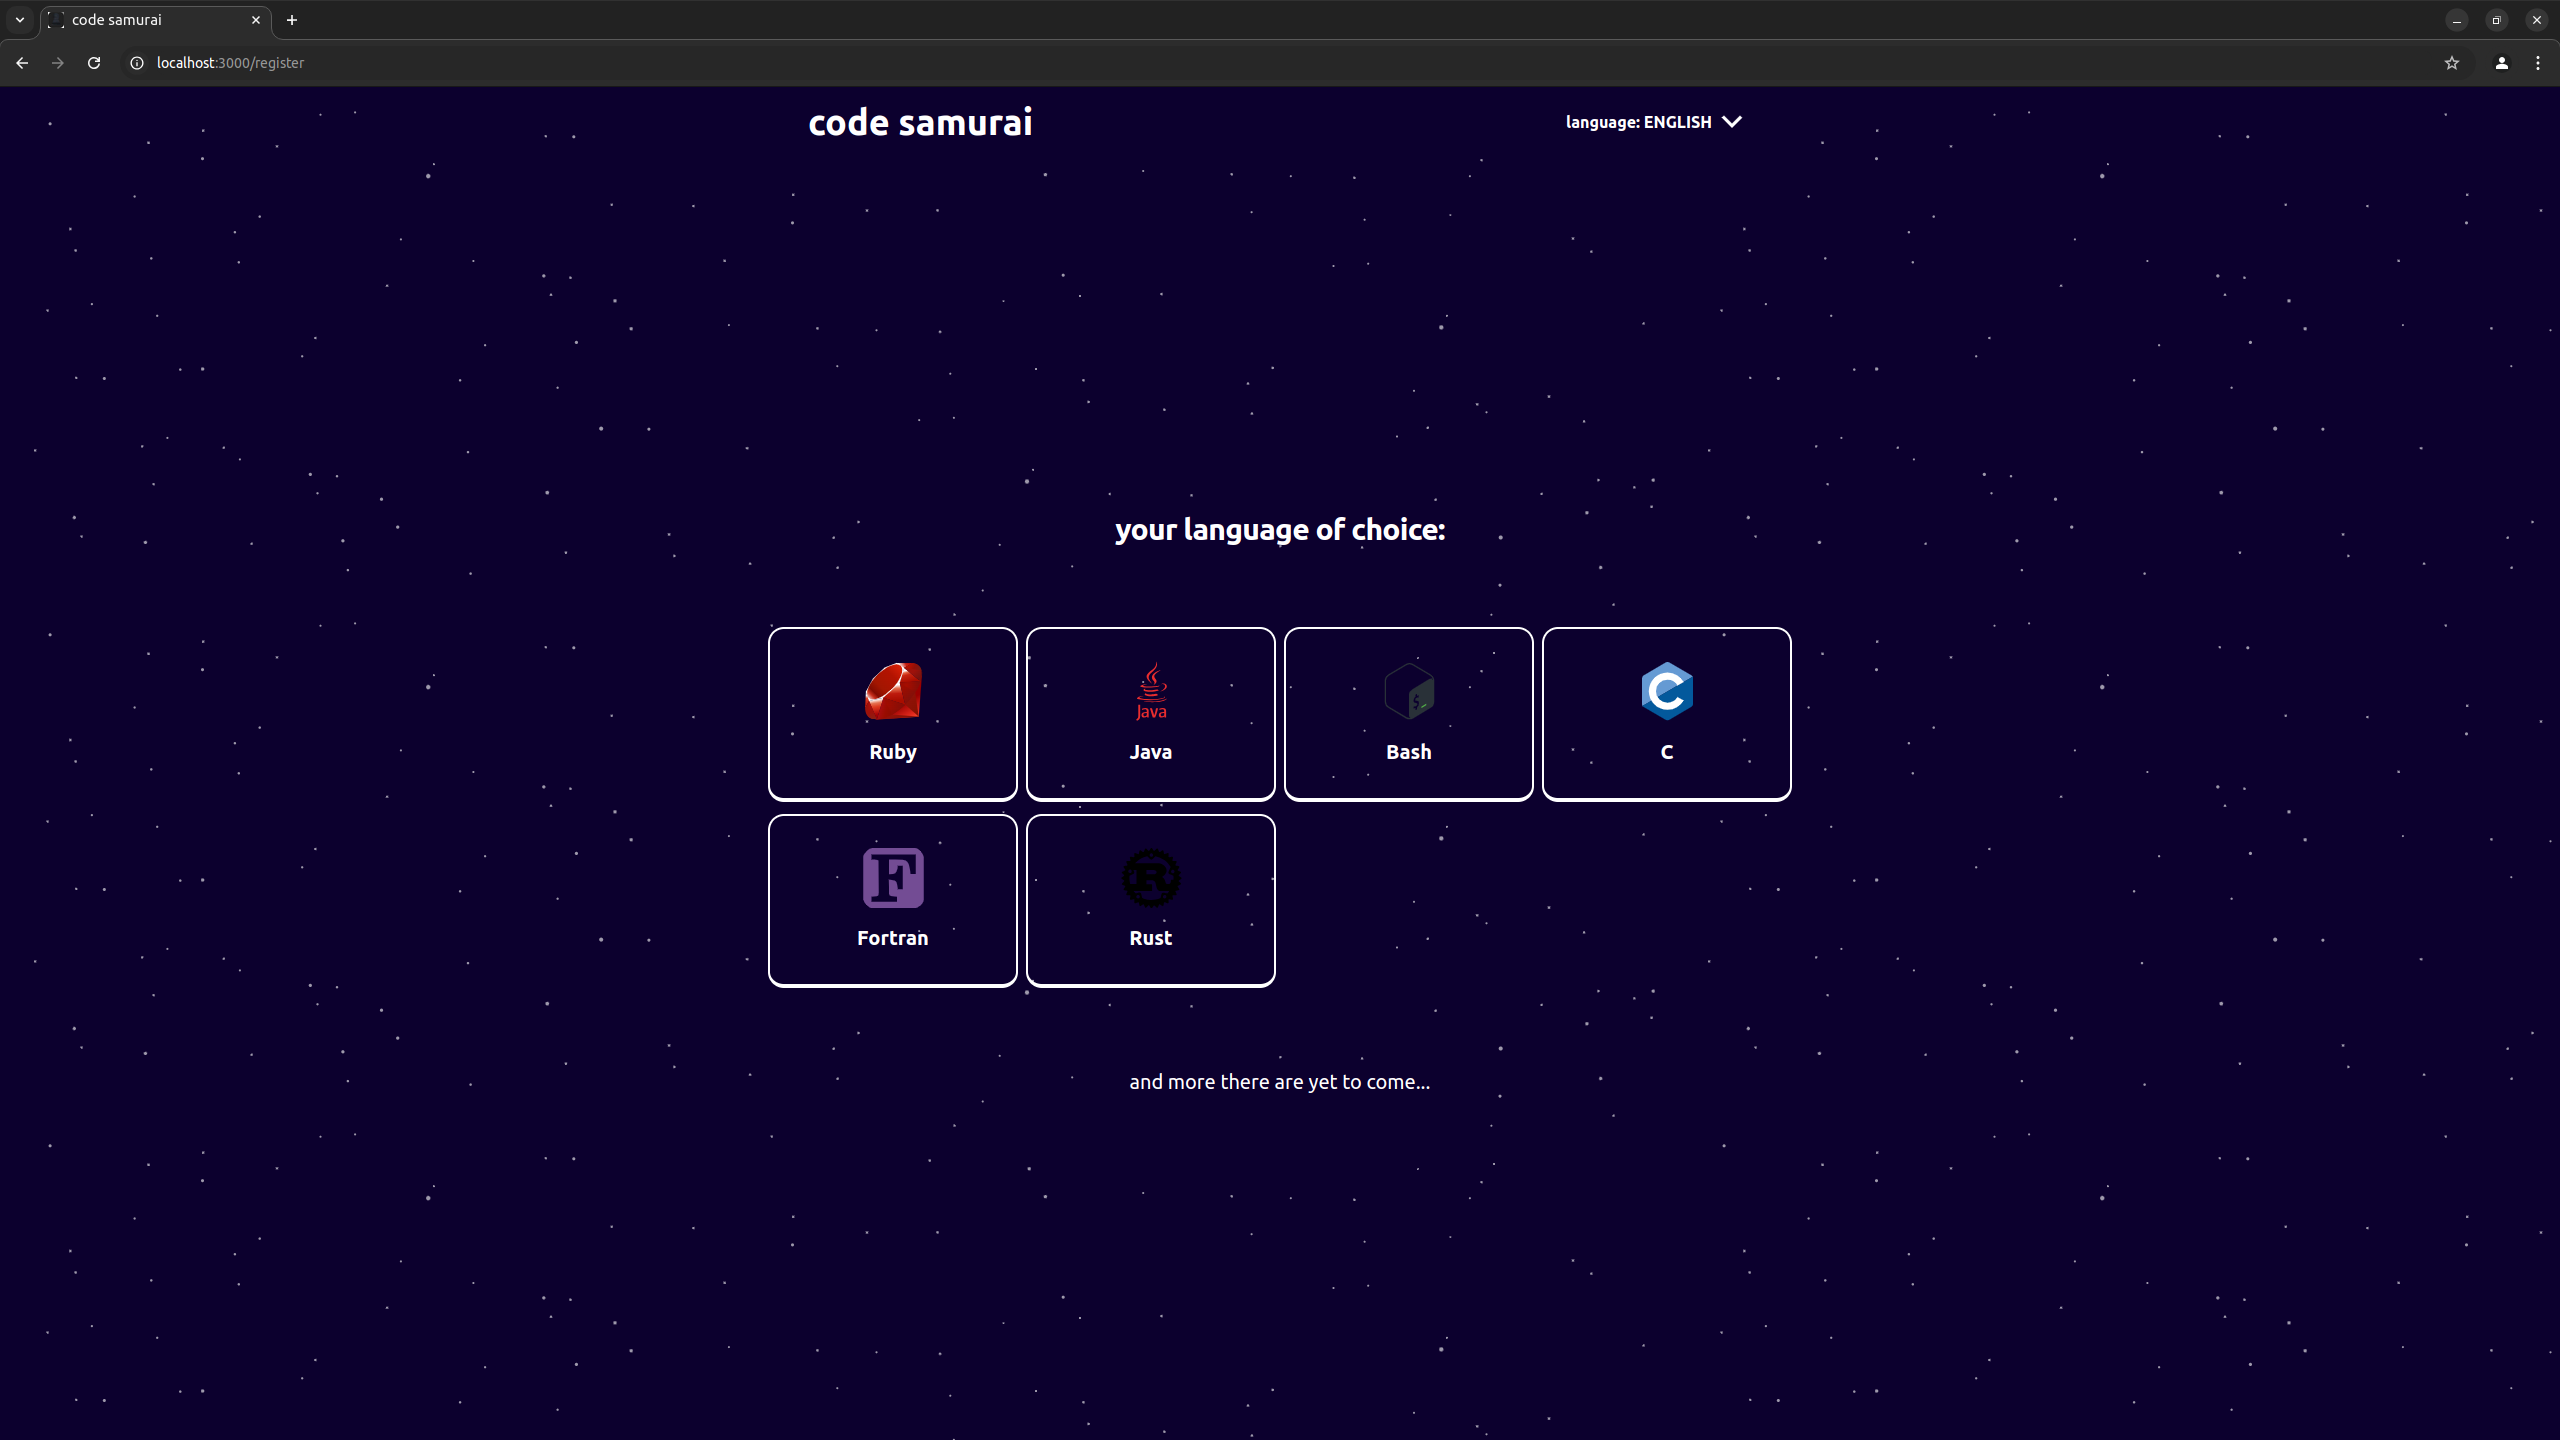 code samurai
localhost:3000/register
code samurai
language: ENGLISH
your language of choice:
Java
Ruby
Java
$_
Bash
C
C
F
Fortran
R
Rust
and more there are yet to come...